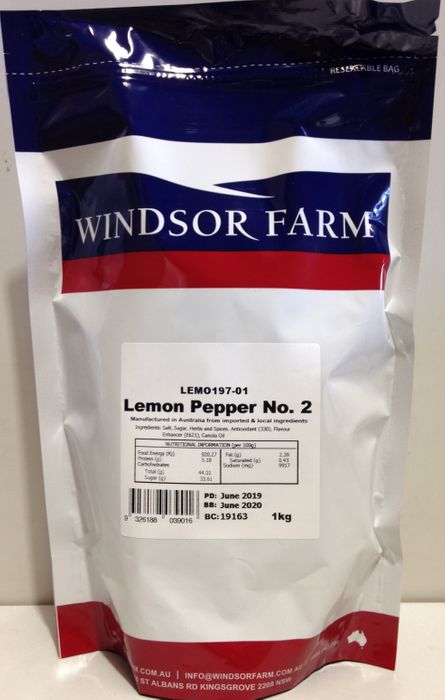 RESEALABLE BAG
WINDSOR FARM
LEMO197-01
Lemon Pepper No. 2
Manufactured in Australia from imported & local ingredients
Ingredients: Salt, Sugar, Herbs and Spices, Antioxidant (330), Flavour
Enhancer (E621), Canola Oil
NUTRITIONAL INFORMATION (per 100g)
Food Energy (Kj) 920.27 Fat (g) 2.39
Protein (g) 5.18 Saturated (g) 0.43
Carbohydrates Sodium (mg) 9917
Total (g) 44.01
Sugar (g) 33.61
PD: June 2019
BB: June 2020
9 325188 039016 BC:19163 1kg
.COM.AU | INFO@WINDSORFARM.COM.AU
ST ALBANS RD KINGSGROVE 2208 NSW